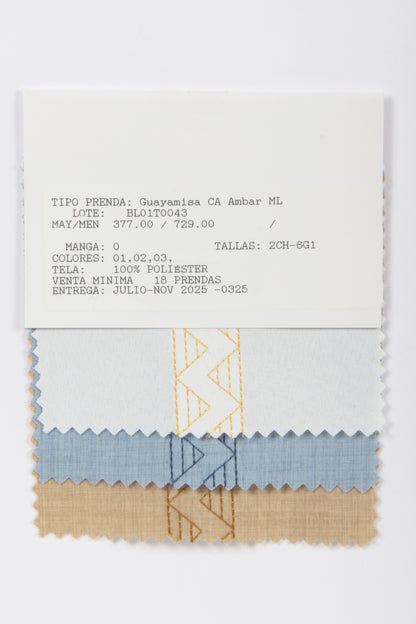 TIPO PRENDA: Guayamisa CA Ambar ML
LOTE: BL01T0043
MAY/MEN 377.00 / 729.00 /
MANGA: 0 TALLAS: 2CH-6G1
COLORES: 01,02,03,
TELA: 100% POLIÉSTER
VENTA MINIMA 18 PRENDAS
ENTREGA: JULIO-NOV 2025 -0325